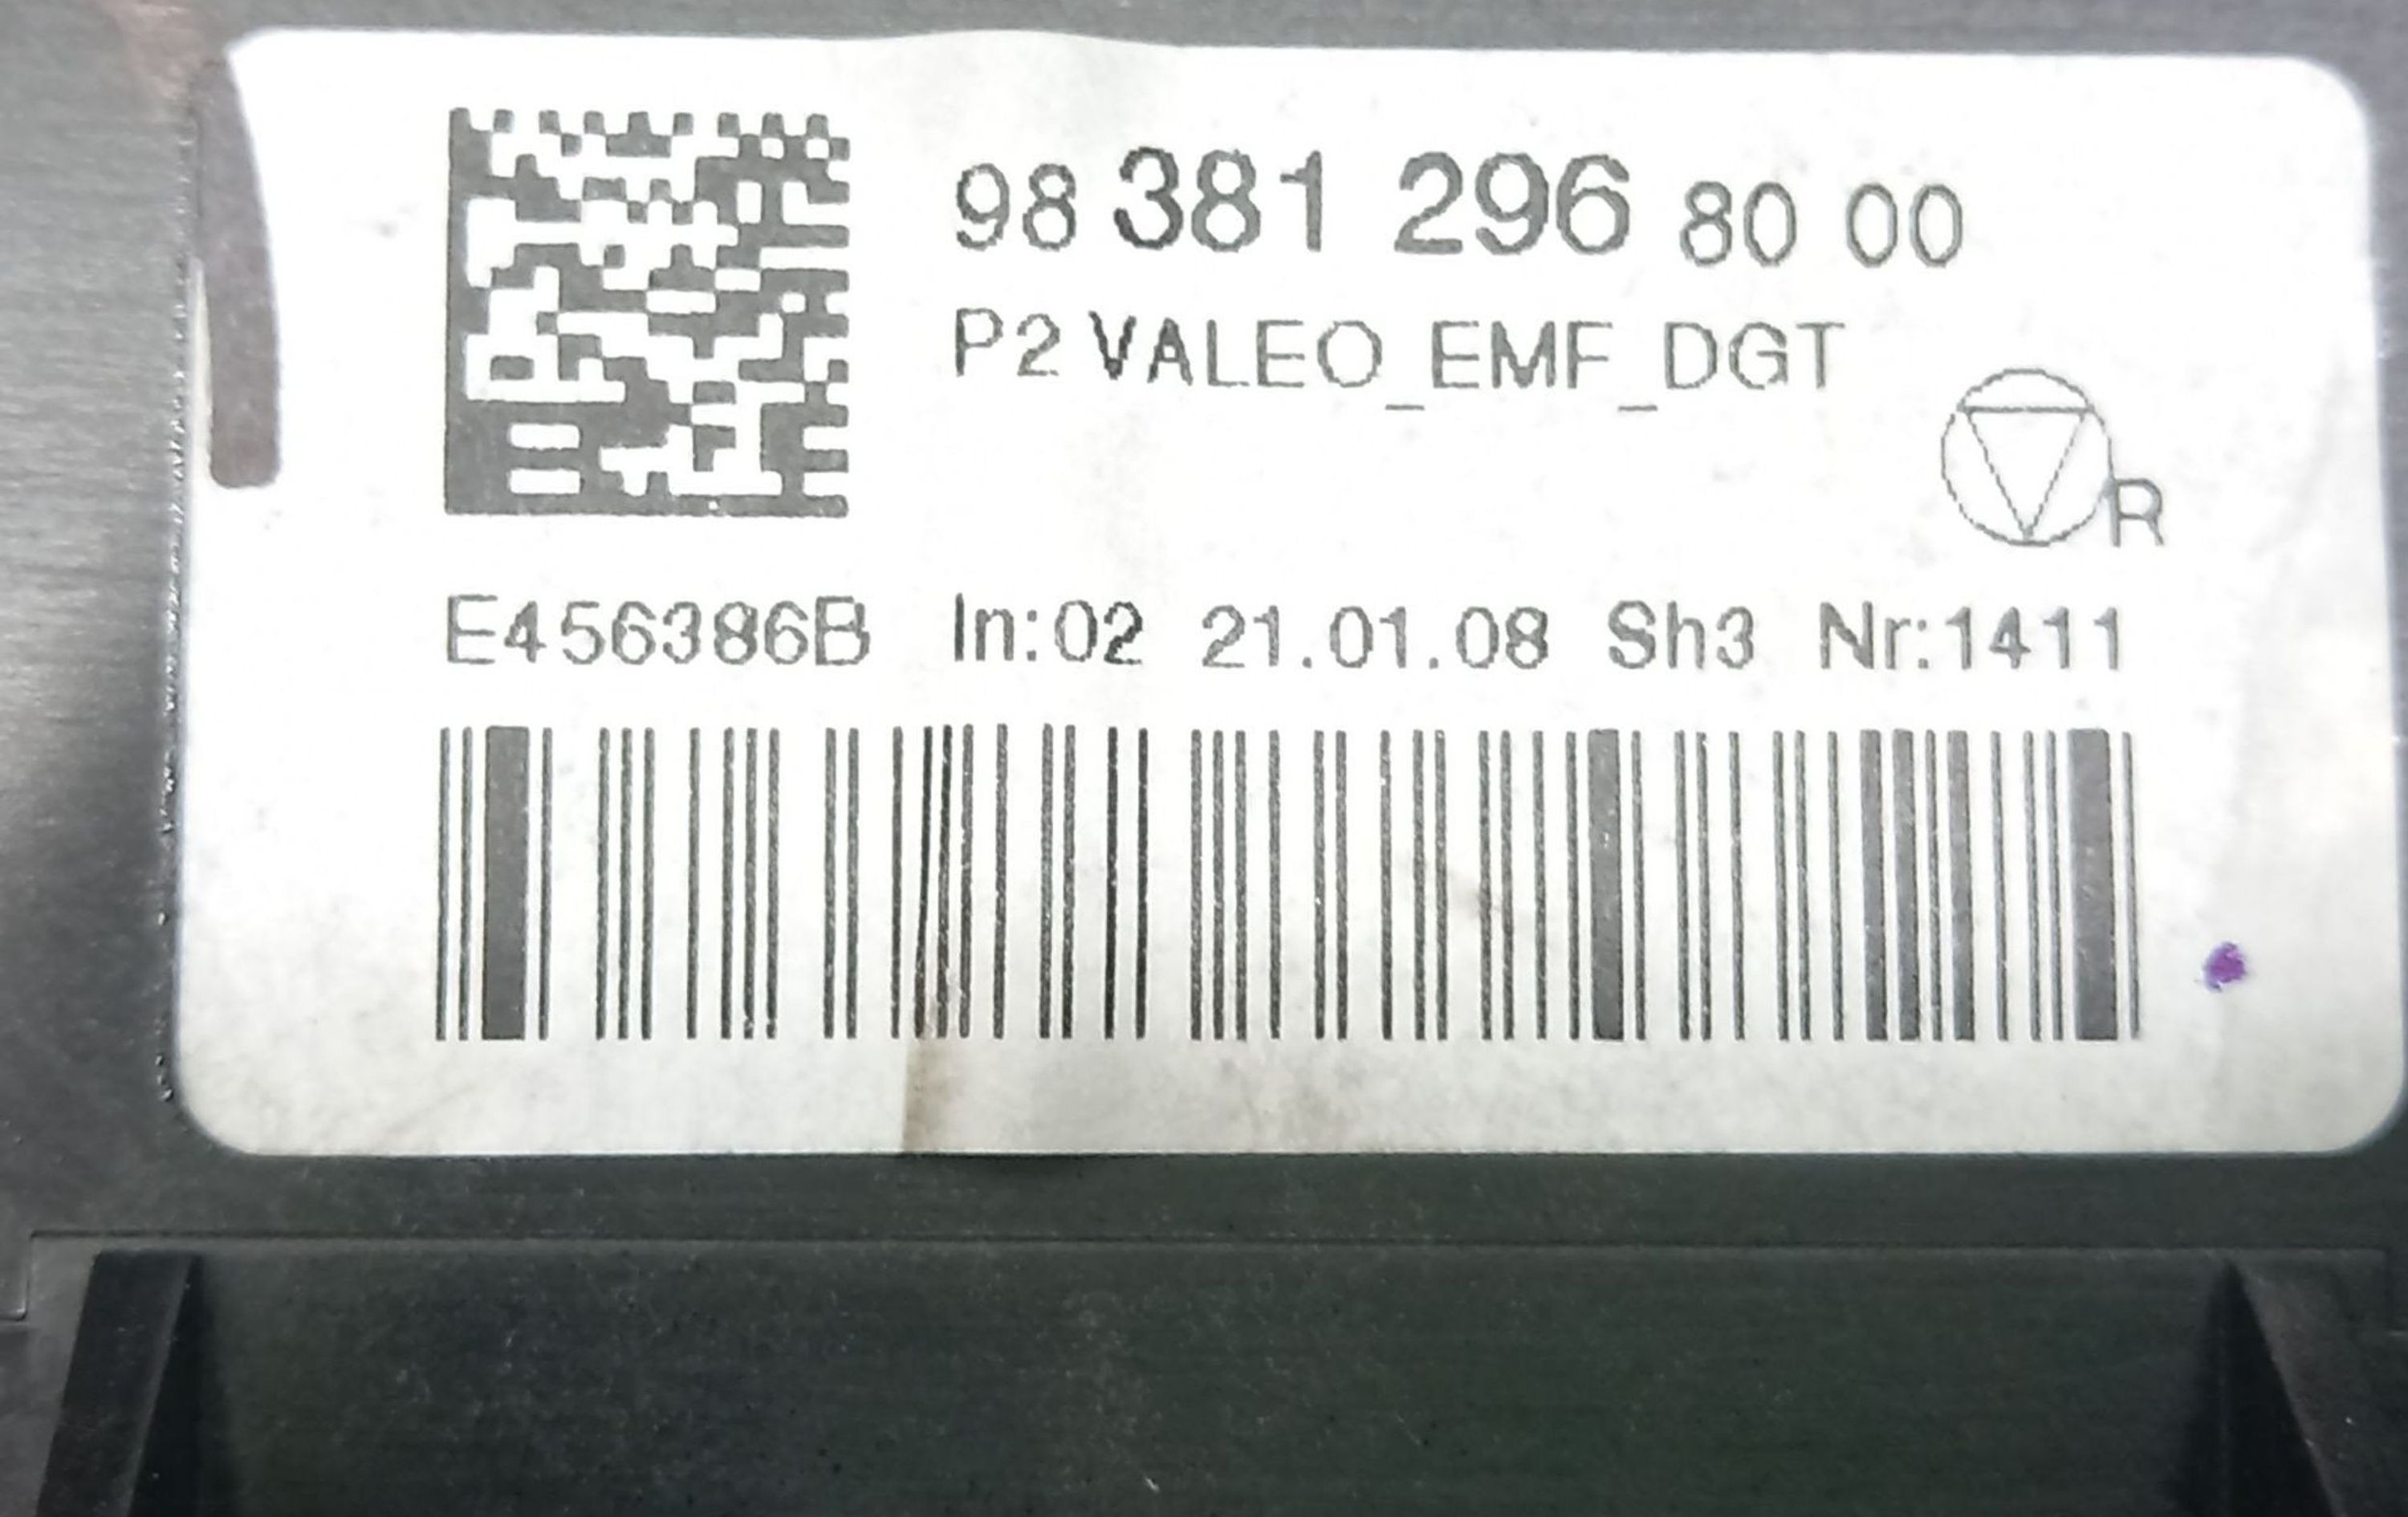 98 381 296 80 00
P2 VALEO_EMF_DGT
R
E456386B In:02 21.01.08 Sh3 Nr:1411